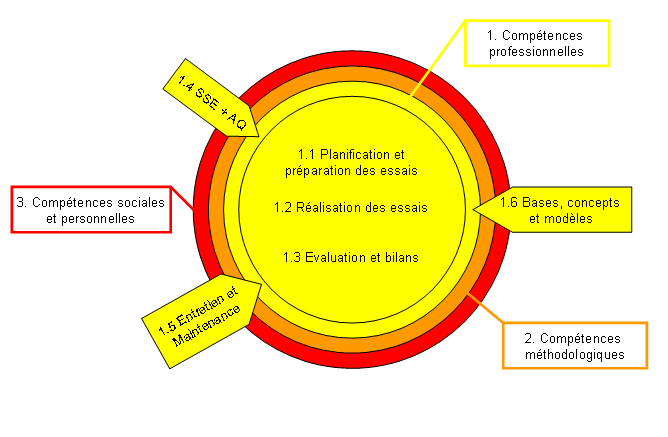 1. Compétences
professionnelles
1.4 SSE + AQ
1.1 Planification et
préparation des essais
3. Compétences sociales
et personnelles
1.2 Réalisation des essais
1.6 Bases, concepts
et modèles
1.3 Evaluation et bilans
1.5 Entretien et
Maintenance
2. Compétences
méthodologiques